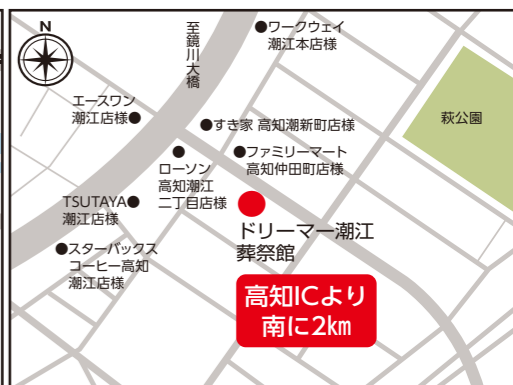 N
至鏡川大橋
●ワークウェイ
潮江本店様
エースワン
潮江店様●
●すき家 高知潮新町店様
萩公園
●
ローソン
高知潮江
二丁目店様
●ファミリーマート
高知仲田町店様
TSUTAYA●
潮江店様
ドリーマー潮江
葬祭館
●スターバックス
コーヒー高知
潮江店様
高知ICより
南に2㎞